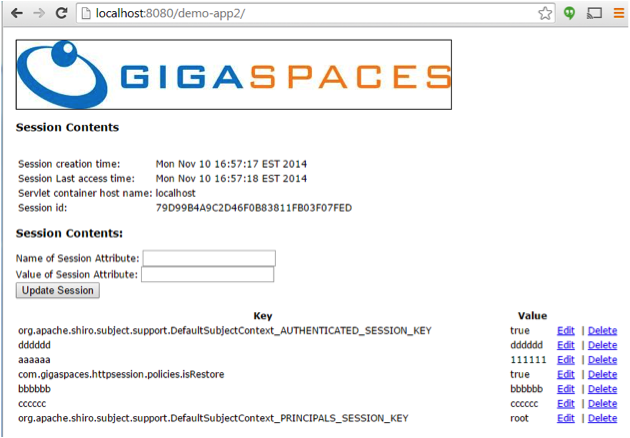 localhost:8080/demo-app2/
GIGASPACES
Session Contents
Session creation time: Mon Nov 10 16:57:17 EST 2014
Session Last access time: Mon Nov 10 16:57:18 EST 2014
Servlet container host name: localhost
Session id: 79D99B4A9C2D46F0B83811FB03F07FED
Session Contents:
Name of Session Attribute:
Value of Session Attribute:
Update Session
Key Value
org.apache.shiro.subject.support.DefaultSubjectContext_AUTHENTICATED_SESSION_KEY true Edit | Delete
dddddd dddddd Edit | Delete
aaaaaa 111111 Edit | Delete
com.gigaspaces.httpsession.policies.isRestore true Edit | Delete
bbbbbb bbbbbb Edit | Delete
cccccc cccccc Edit | Delete
org.apache.shiro.subject.support.DefaultSubjectContext_PRINCIPALS_SESSION_KEY root Edit | Delete